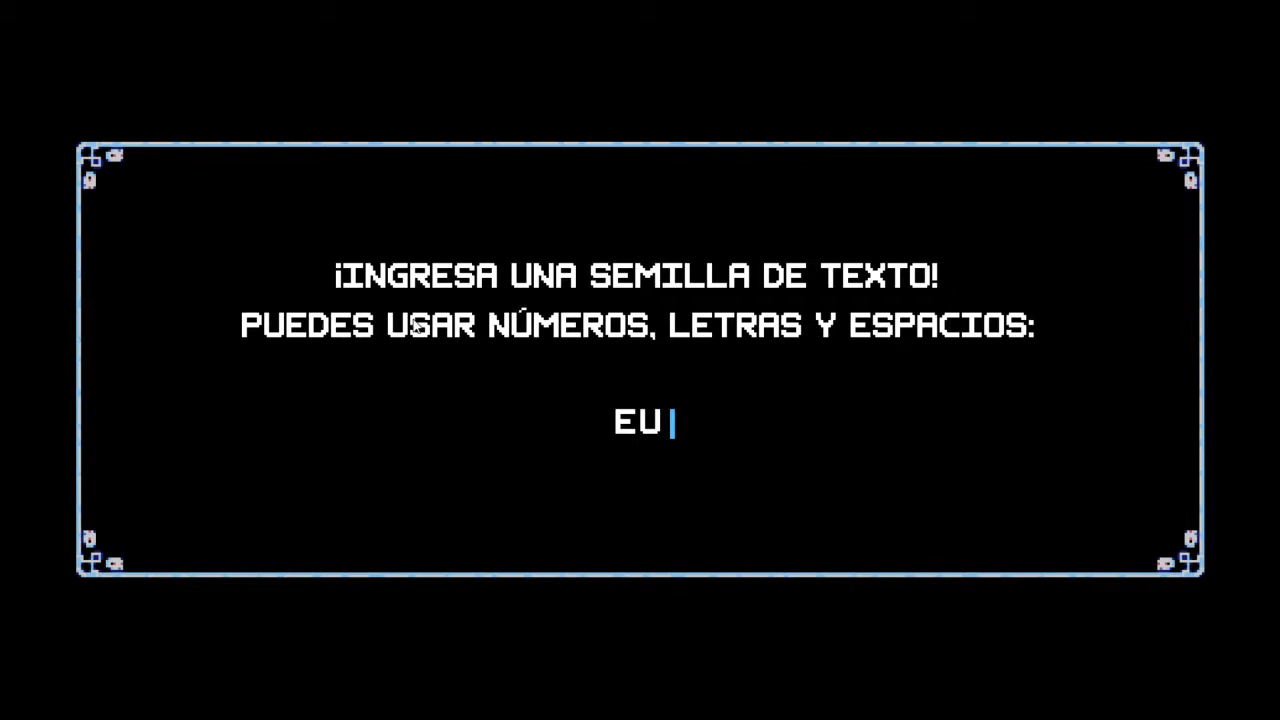 ¡INGRESA UNA SEMILLA DE TEXTO!
PUEDES USAR NÚMEROS, LETRAS Y ESPACIOS:
EU